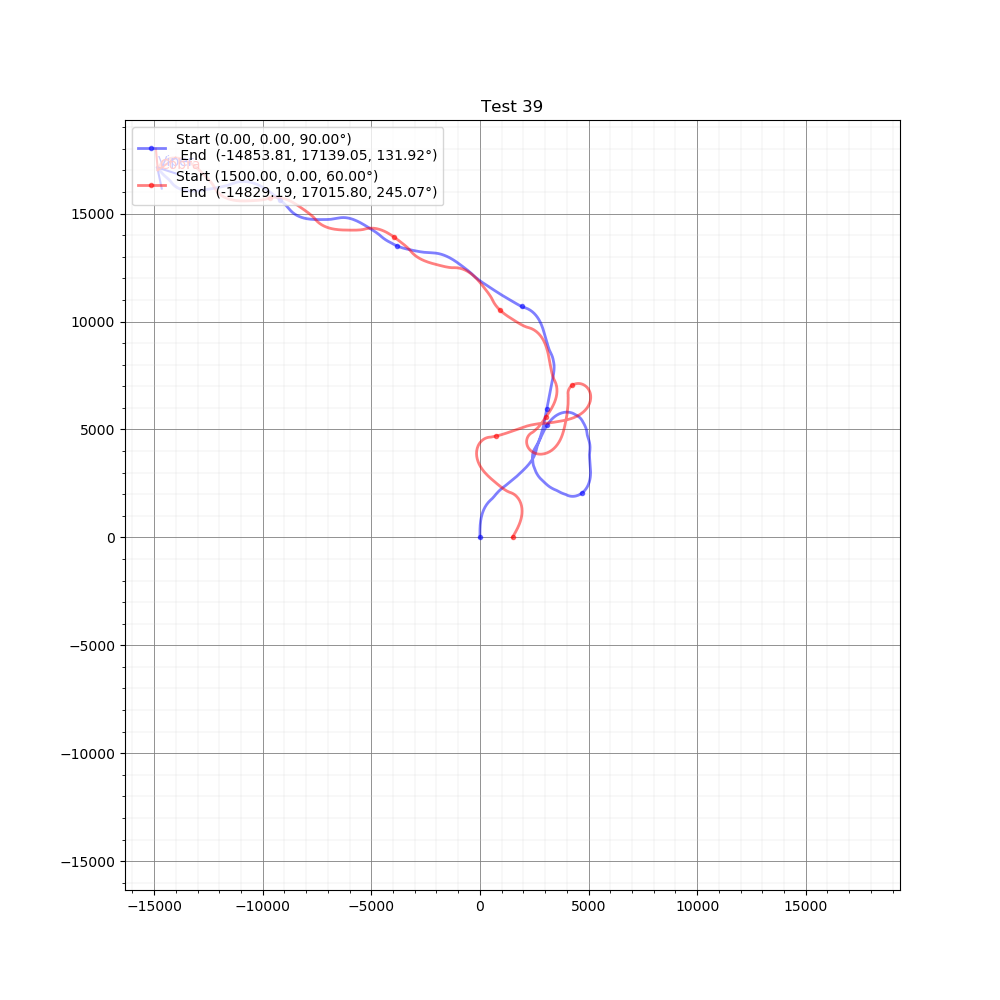 Test 39
Start (0.00, 0.00, 90.00°)
End (-14853.81, 17139.05, 131.92°)
Start (1500.00, 0.00, 60.00°)
End (-14829.19, 17015.80, 245.07°)
15000
10000
5000
0
−5000
−10000
−15000
−15000 −10000 −5000 0 5000 10000 15000